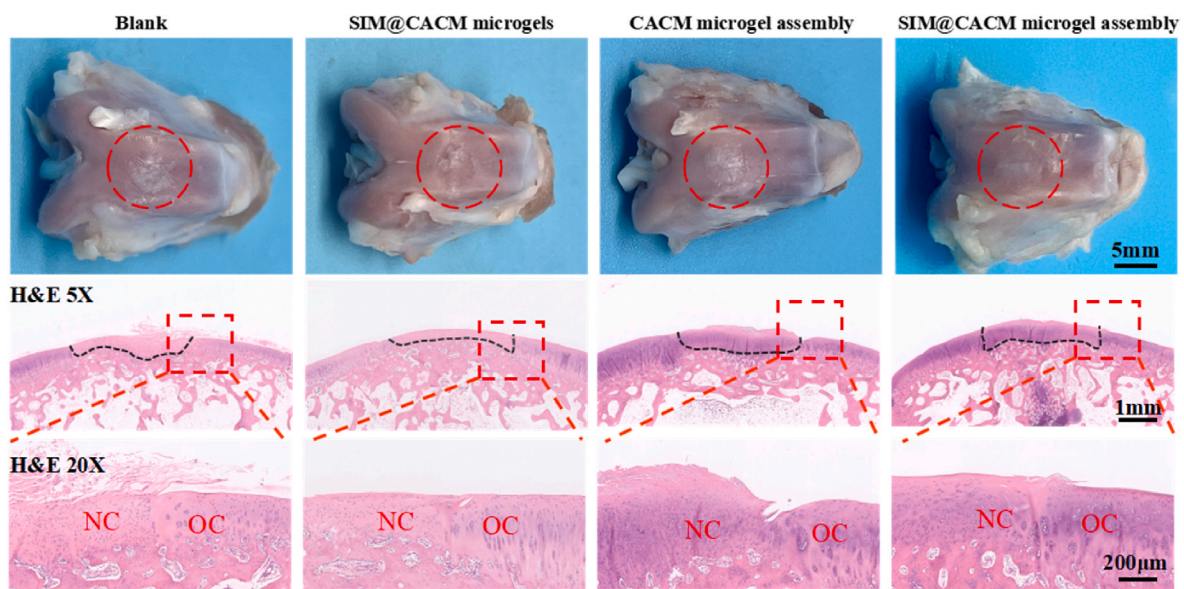 Blank
SIM@CACM microgels
CACM microgel assembly
SIM@CACM microgel assembly
5mm
H&E 5X
1mm
H&E 20X
NC
OC
NC
OC
NC
OC
NC
OC
200μm